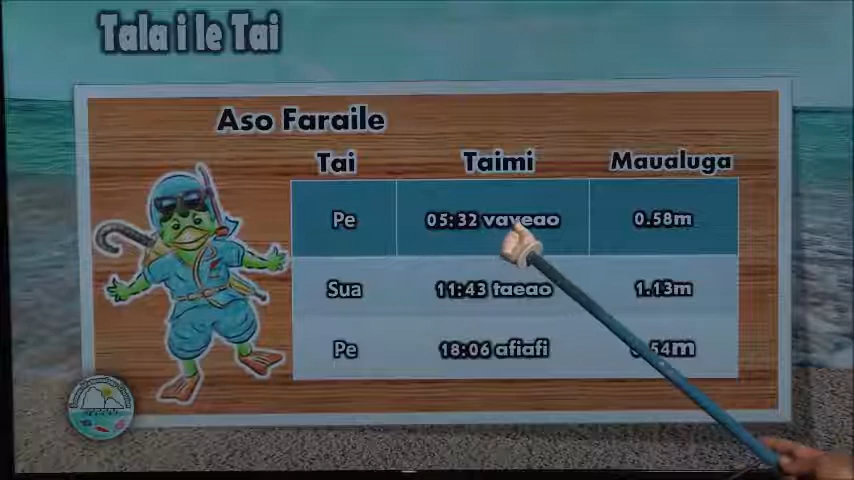 Tala i le Tai
Aso Faraile
Tai Taimi Maualuga
Pe 05:32 vaveao 0.58m
Sua 11:43 taeao 1.13m
Pe 18:06 afiafi .54m